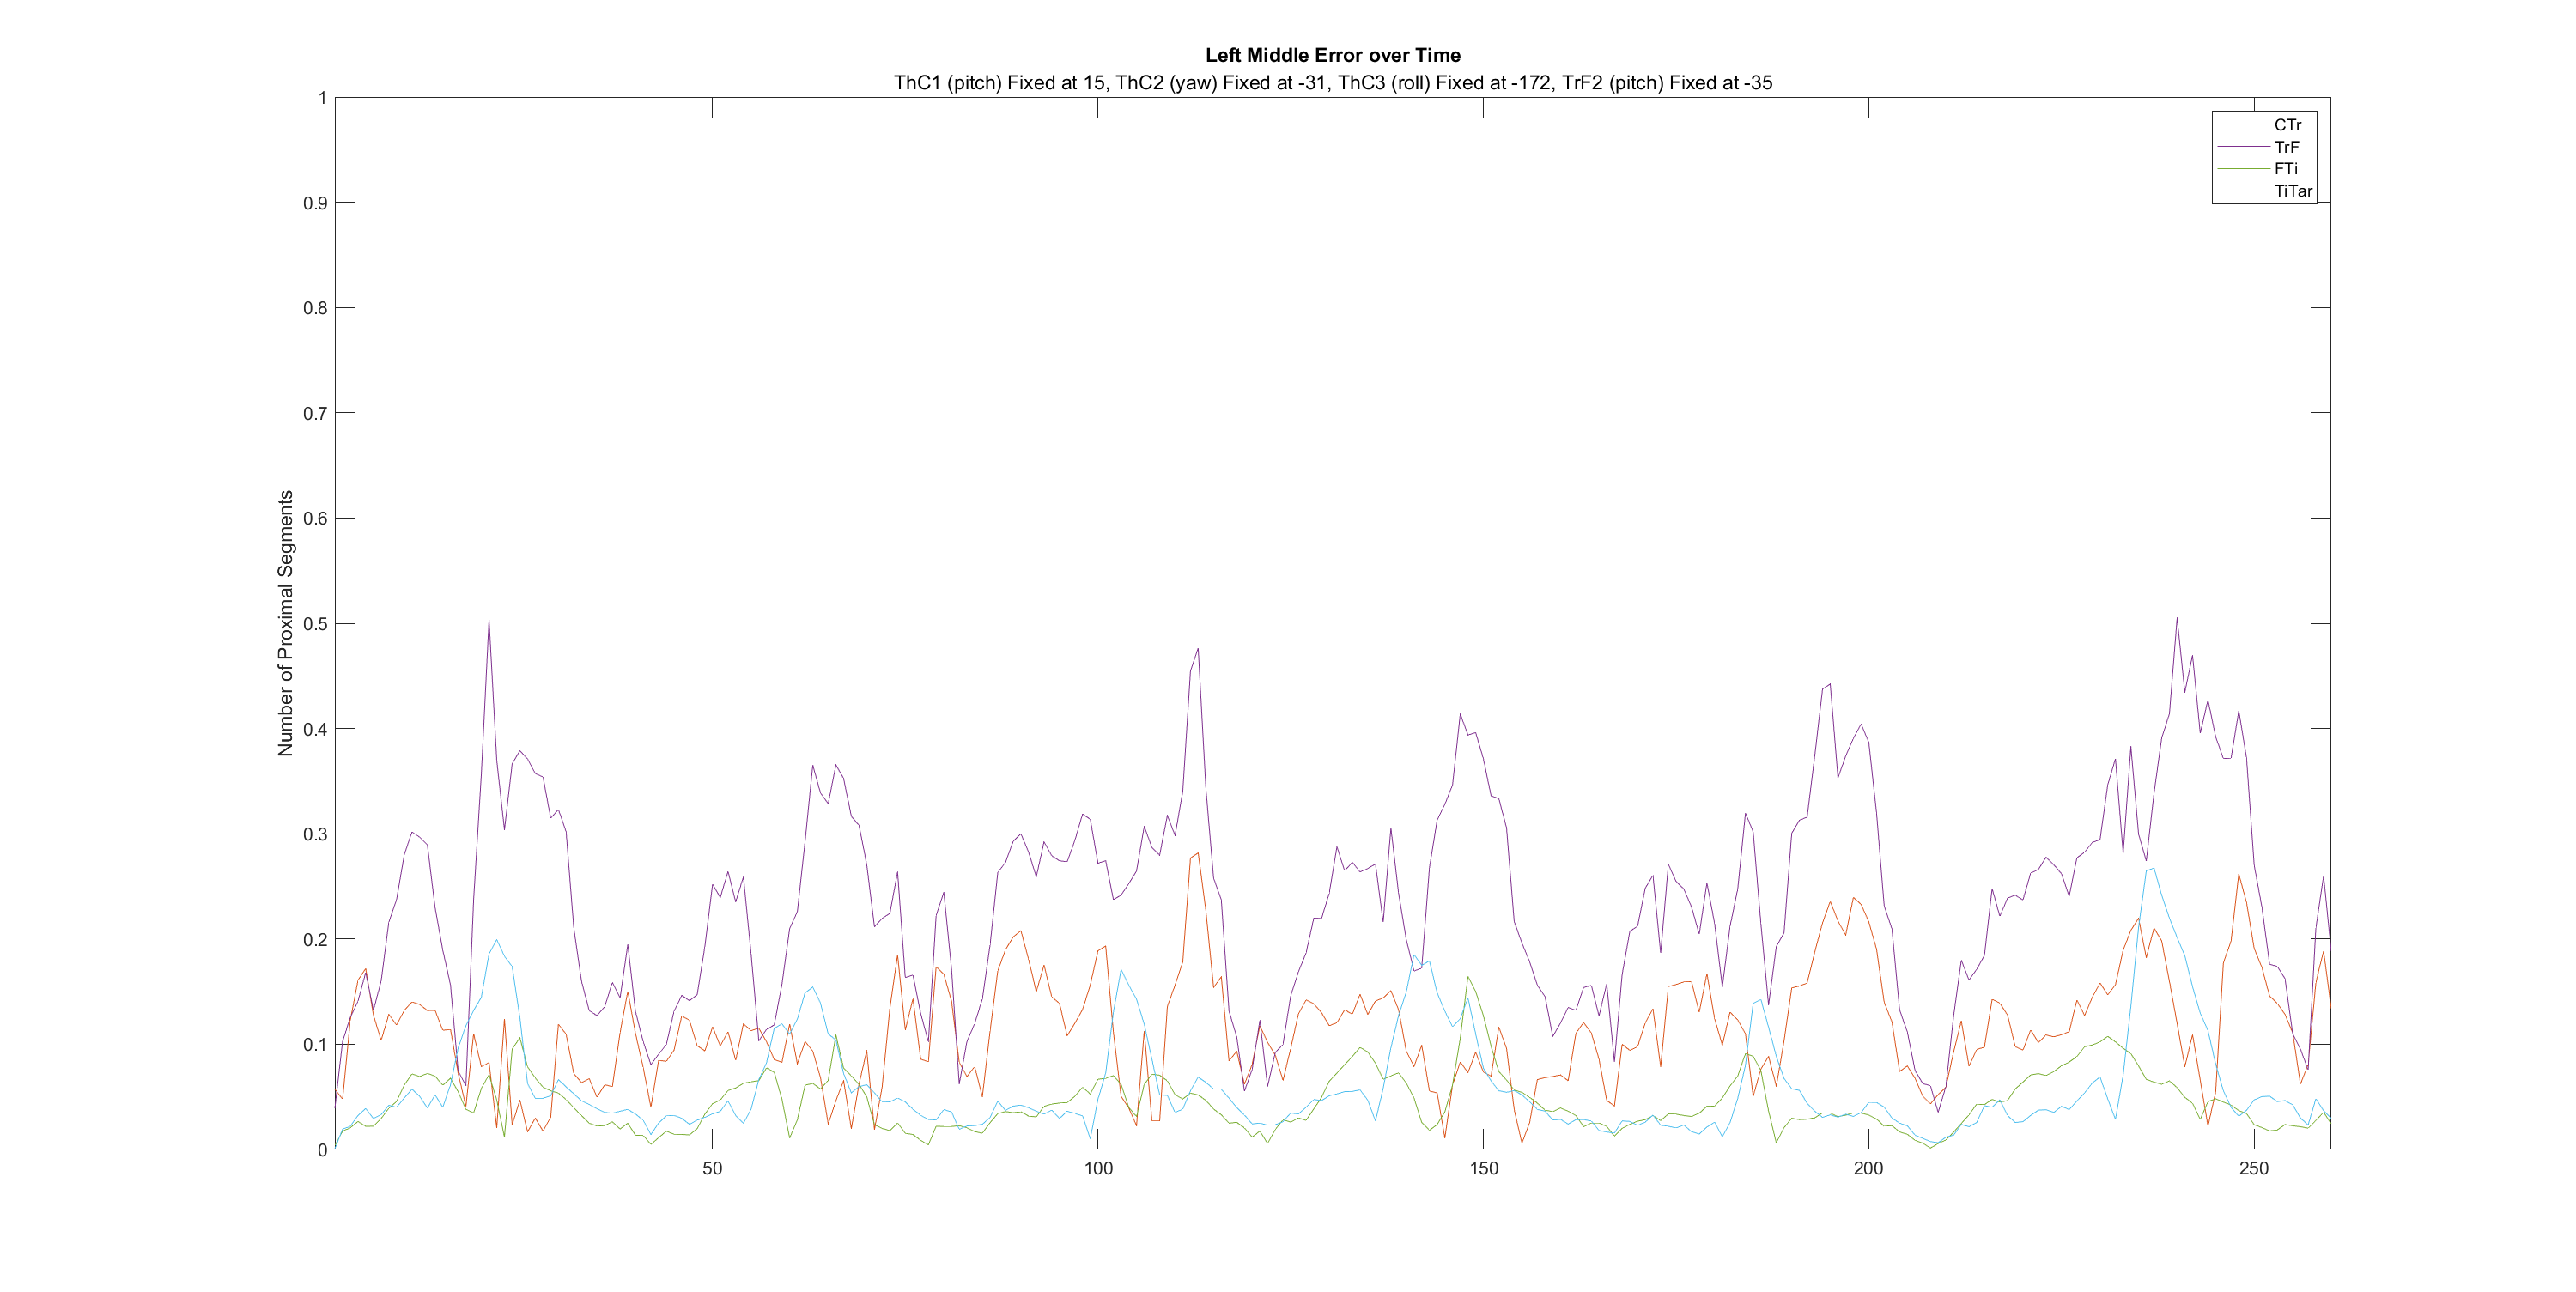 Left Middle Error over Time
ThC1 (pitch) Fixed at 15, ThC2 (yaw) Fixed at -31, ThC3 (roll) Fixed at -172, TrF2 (pitch) Fixed at -35
CTr
TrF
FTi
TiTar
Number of Proximal Segments
1
0.9
0.8
0.7
0.6
0.5
0.4
0.3
0.2
0.1
0
50 100 150 200 250